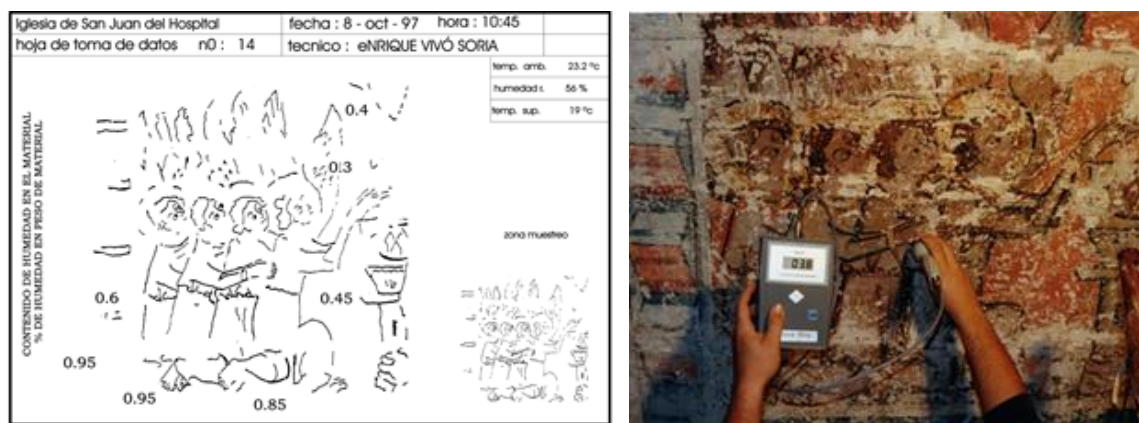 Iglesia de San Juan del Hospital
fecha : 8 - oct - 97 hora : 10:45
hoja de toma de datos n0 : 14
tecnico : eNRIQUE VIVÓ SORIA
temp. amb. 23.2 ºc
humedad r. 56 %
temp. sup. 19 ºc
CONTENIDO DE HUMEDAD EN EL MATERIAL
% DE HUMEDAD EN PESO DE MATERIAL
0.4
0.3
zona muestreo
0.6
0.45
0.95
0.95
0.85
038